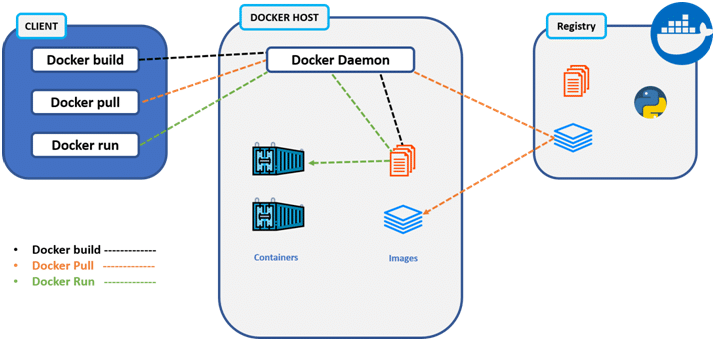 CLIENT
DOCKER HOST
Registry
Docker build
Docker Daemon
Docker pull
Docker run
Containers
Images
• Docker build -------------
• Docker Pull -------------
• Docker Run -------------